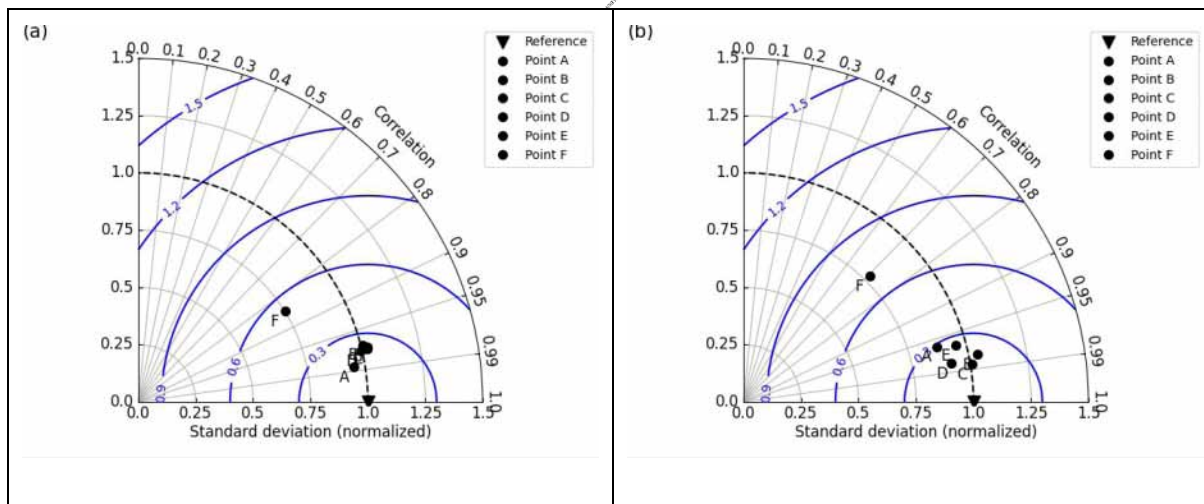 (a)
Reference
Point A
Point B
Point C
Point D
Point E
Point F
Correlation
0.0 0.1 0.2 0.3 0.4 0.5 0.6 0.7 0.8 0.9 0.95 0.99 1.0
1.5
1.25
1.0
0.75
0.5
0.25
0.0
1.5
1.2
0.9
0.6
0.3
F
A
0.0 0.25 0.5 0.75 1.0 1.25 1.5
Standard deviation (normalized)
(b)
Reference
Point A
Point B
Point C
Point D
Point E
Point F
Correlation
0.0 0.1 0.2 0.3 0.4 0.5 0.6 0.7 0.8 0.9 0.95 0.99 1.0
1.5
1.25
1.0
0.75
0.5
0.25
0.0
1.5
1.2
0.9
0.6
F
A
E
D
C
0.0 0.25 0.5 0.75 1.0 1.25 1.5
Standard deviation (normalized)